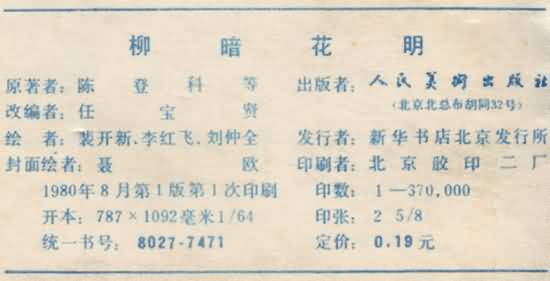 柳暗花明
原著者：陈登科等
改编者：任宝贤
绘者：裴开新、李红飞、刘仲全
封面绘者：聂欧
1980年8月第1版第1次印刷
开本：787×1092毫米1/64
统一书号：8027·7471
出版者：人民美术出版社
（北京北总布胡同32号）
发行者：新华书店北京发行所
印刷者：北京胶印二厂
印数：1—370,000
印张：2 5/8
定价：0.19元